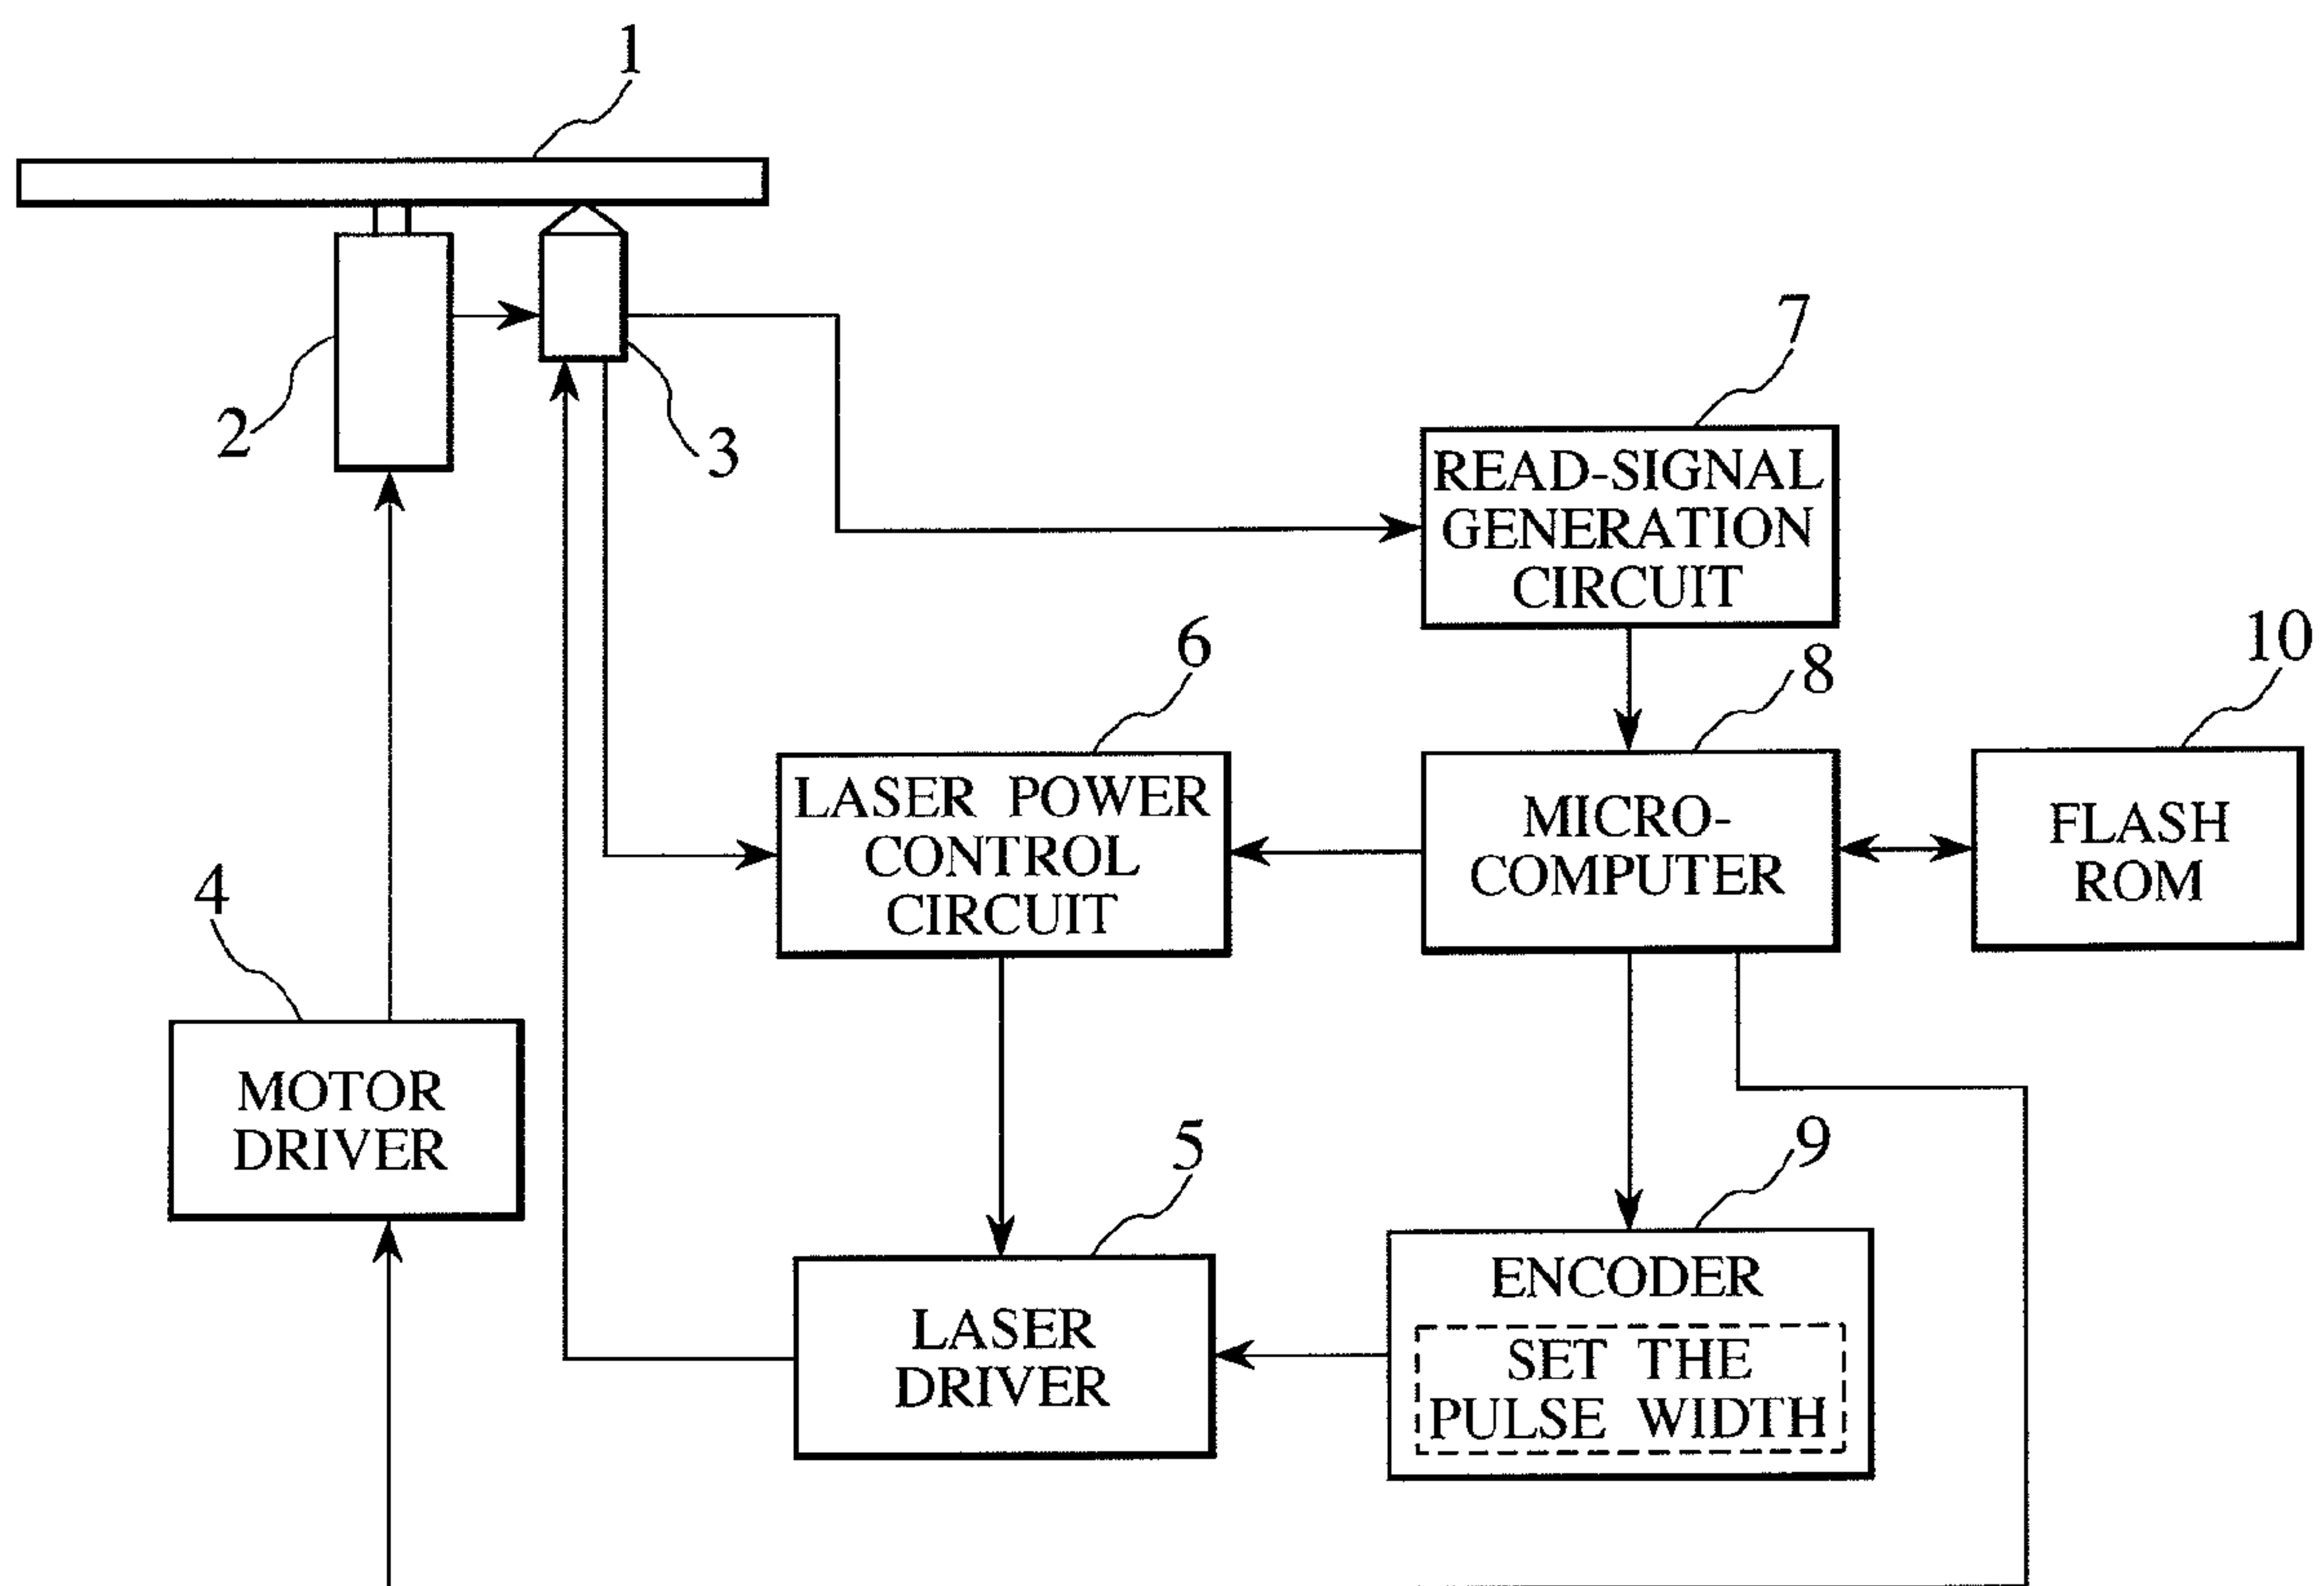 1
2
3
7
READ-SIGNAL
GENERATION
CIRCUIT
6
8
10
LASER POWER
CONTROL
CIRCUIT
MICRO-
COMPUTER
FLASH
ROM
4
MOTOR
DRIVER
5
9
LASER
DRIVER
ENCODER
SET THE
PULSE WIDTH